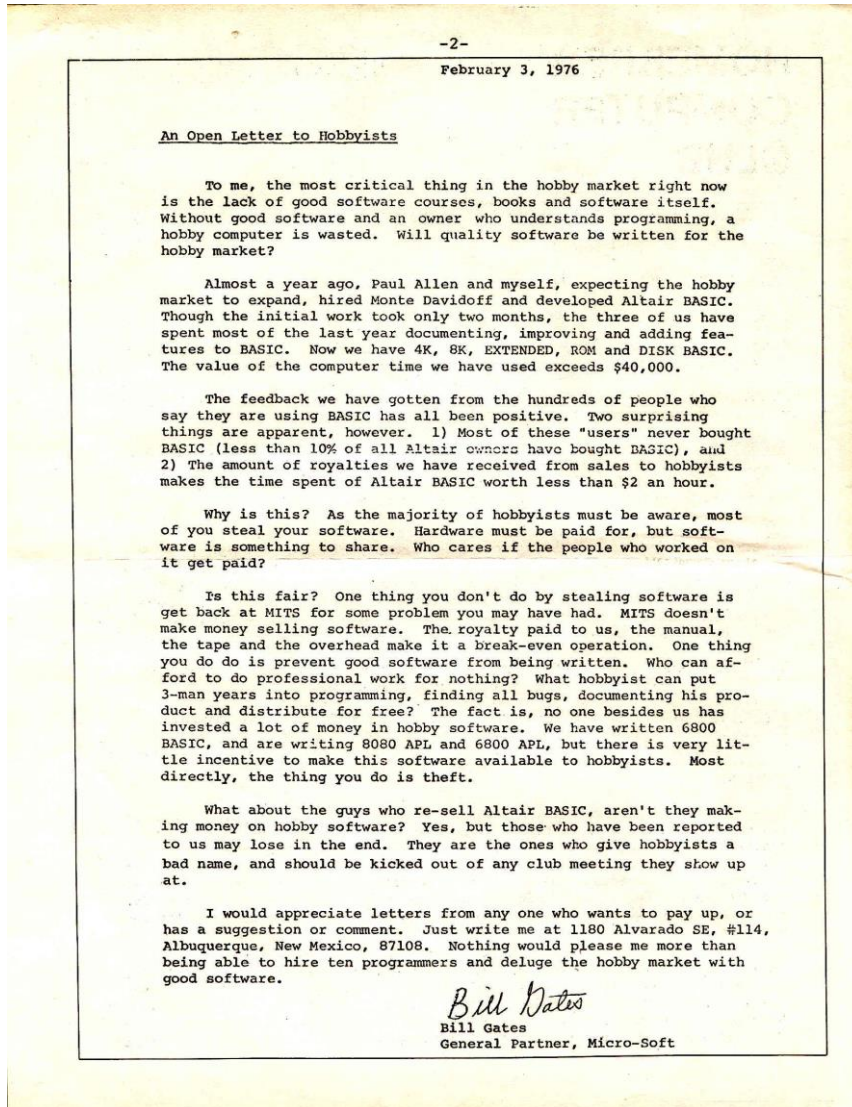 -2-
February 3, 1976
An Open Letter to Hobbyists
To me, the most critical thing in the hobby market right now
is the lack of good software courses, books and software itself.
Without good software and an owner who understands programming, a
hobby computer is wasted. Will quality software be written for the
hobby market?
Almost a year ago, Paul Allen and myself, expecting the hobby
market to expand, hired Monte Davidoff and developed Altair BASIC.
Though the initial work took only two months, the three of us have
spent most of the last year documenting, improving and adding fea-
tures to BASIC. Now we have 4K, 8K, EXTENDED, ROM and DISK BASIC.
The value of the computer time we have used exceeds $40,000.
The feedback we have gotten from the hundreds of people who
say they are using BASIC has all been positive. Two surprising
things are apparent, however. 1) Most of these "users" never bought
BASIC (less than 10% of all Altair owners have bought BASIC), and
2) The amount of royalties we have received from sales to hobbyists
makes the time spent of Altair BASIC worth less than $2 an hour.
Why is this? As the majority of hobbyists must be aware, most
of you steal your software. Hardware must be paid for, but soft-
ware is something to share. Who cares if the people who worked on
it get paid?
Is this fair? One thing you don't do by stealing software is
get back at MITS for some problem you may have had. MITS doesn't
make money selling software. The royalty paid to us, the manual,
the tape and the overhead make it a break-even operation. One thing
you do do is prevent good software from being written. Who can af-
ford to do professional work for nothing? What hobbyist can put
3-man years into programming, finding all bugs, documenting his pro-
duct and distribute for free? The fact is, no one besides us has
invested a lot of money in hobby software. We have written 6800
BASIC, and are writing 8080 APL and 6800 APL, but there is very lit-
tle incentive to make this software available to hobbyists. Most
directly, the thing you do is theft.
What about the guys who re-sell Altair BASIC, aren't they mak-
ing money on hobby software? Yes, but those who have been reported
to us may lose in the end. They are the ones who give hobbyists a
bad name, and should be kicked out of any club meeting they show up
at.
I would appreciate letters from any one who wants to pay up, or
has a suggestion or comment. Just write me at 1180 Alvarado SE, #114,
Albuquerque, New Mexico, 87108. Nothing would please me more than
being able to hire ten programmers and deluge the hobby market with
good software.
Bill Gates
Bill Gates
General Partner, Micro-Soft